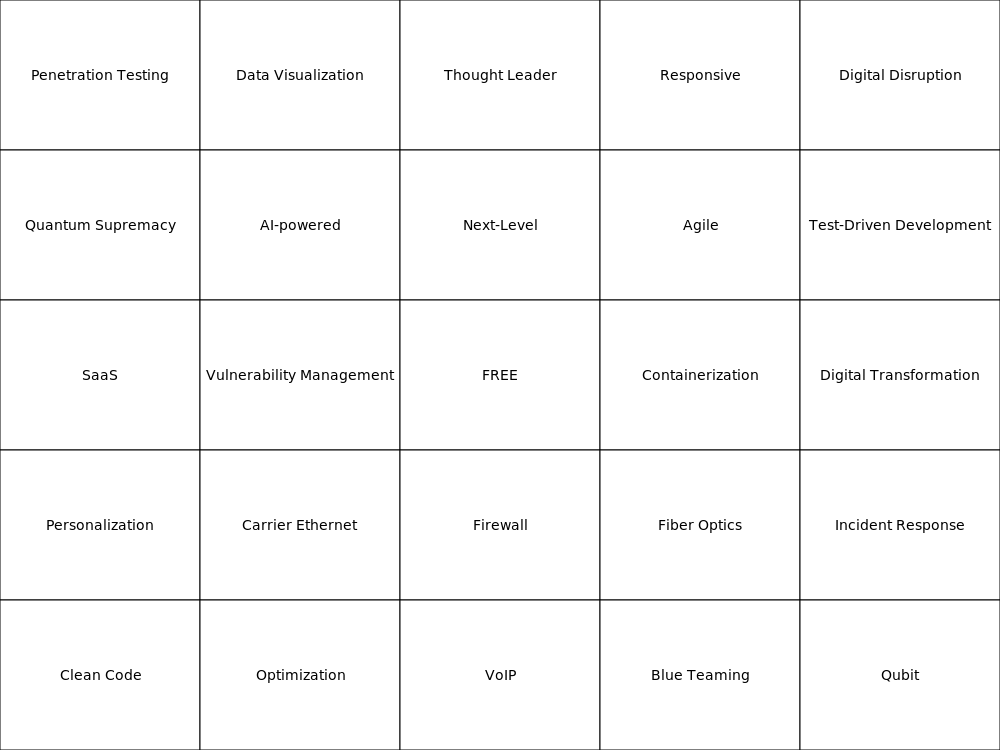 Penetration Testing
Data Visualization
Thought Leader
Responsive
Digital Disruption
Quantum Supremacy
AI-powered
Next-Level
Agile
Test-Driven Development
SaaS
Vulnerability Management
FREE
Containerization
Digital Transformation
Personalization
Carrier Ethernet
Firewall
Fiber Optics
Incident Response
Clean Code
Optimization
VoIP
Blue Teaming
Qubit